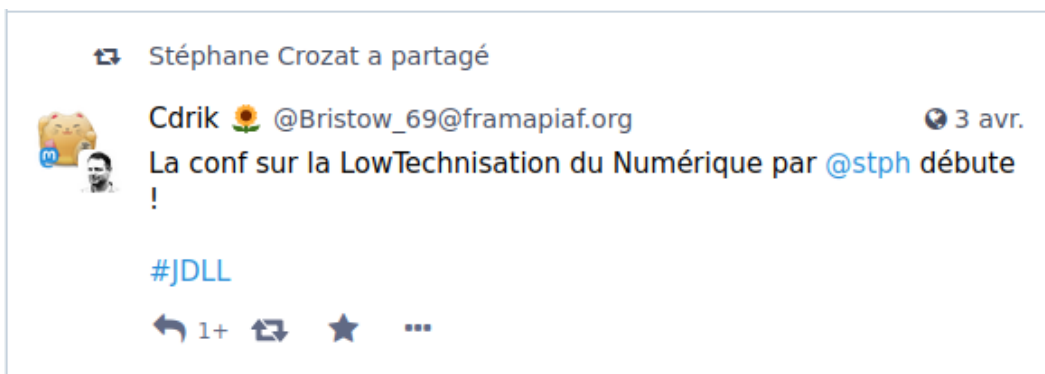 Stéphane Crozat a partagé
Cdrik 🌻 @Bristow_69@framapiaf.org 3 avr.
La conf sur la LowTechnisation du Numérique par @stph débute
!
#JDLL
1+